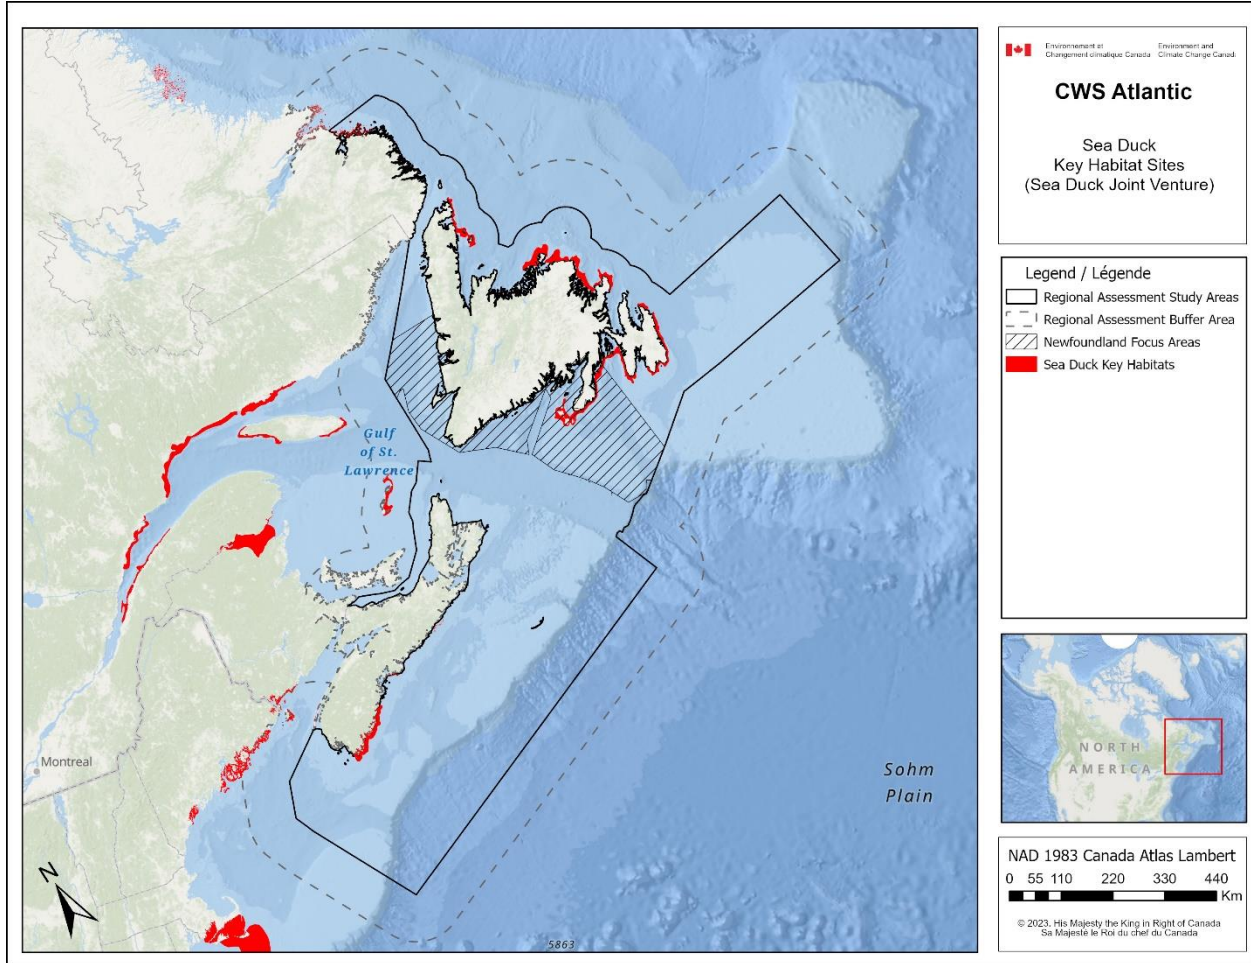 Environnement et
Changement climatique Canada
Environment and
Climate Change Canada
CWS Atlantic
Sea Duck
Key Habitat Sites
(Sea Duck Joint Venture)
Legend / Légende
Regional Assessment Study Areas
Regional Assessment Buffer Area
Newfoundland Focus Areas
Sea Duck Key Habitats
Gulf
of St.
Lawrence
Montreal
Sohm
Plain
N
5863
NORTH
AMERICA
NAD 1983 Canada Atlas Lambert
0 55 110 220 330 440
Km
© 2023. His Majesty the King in Right of Canada
Sa Majesté le Roi du chef du Canada